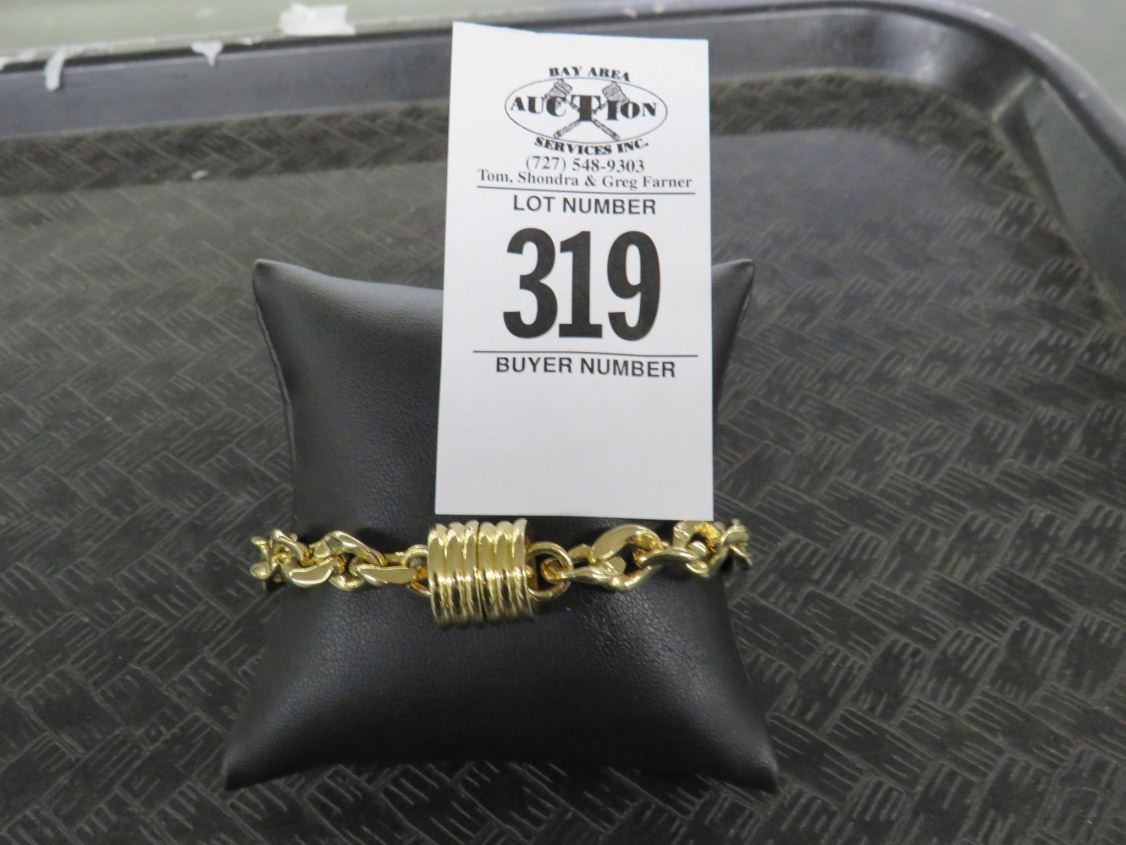 BAY AREA
AUCTION
SERVICES INC.
(727) 548-9303
Tom, Shondra & Greg Farner
LOT NUMBER
319
BUYER NUMBER